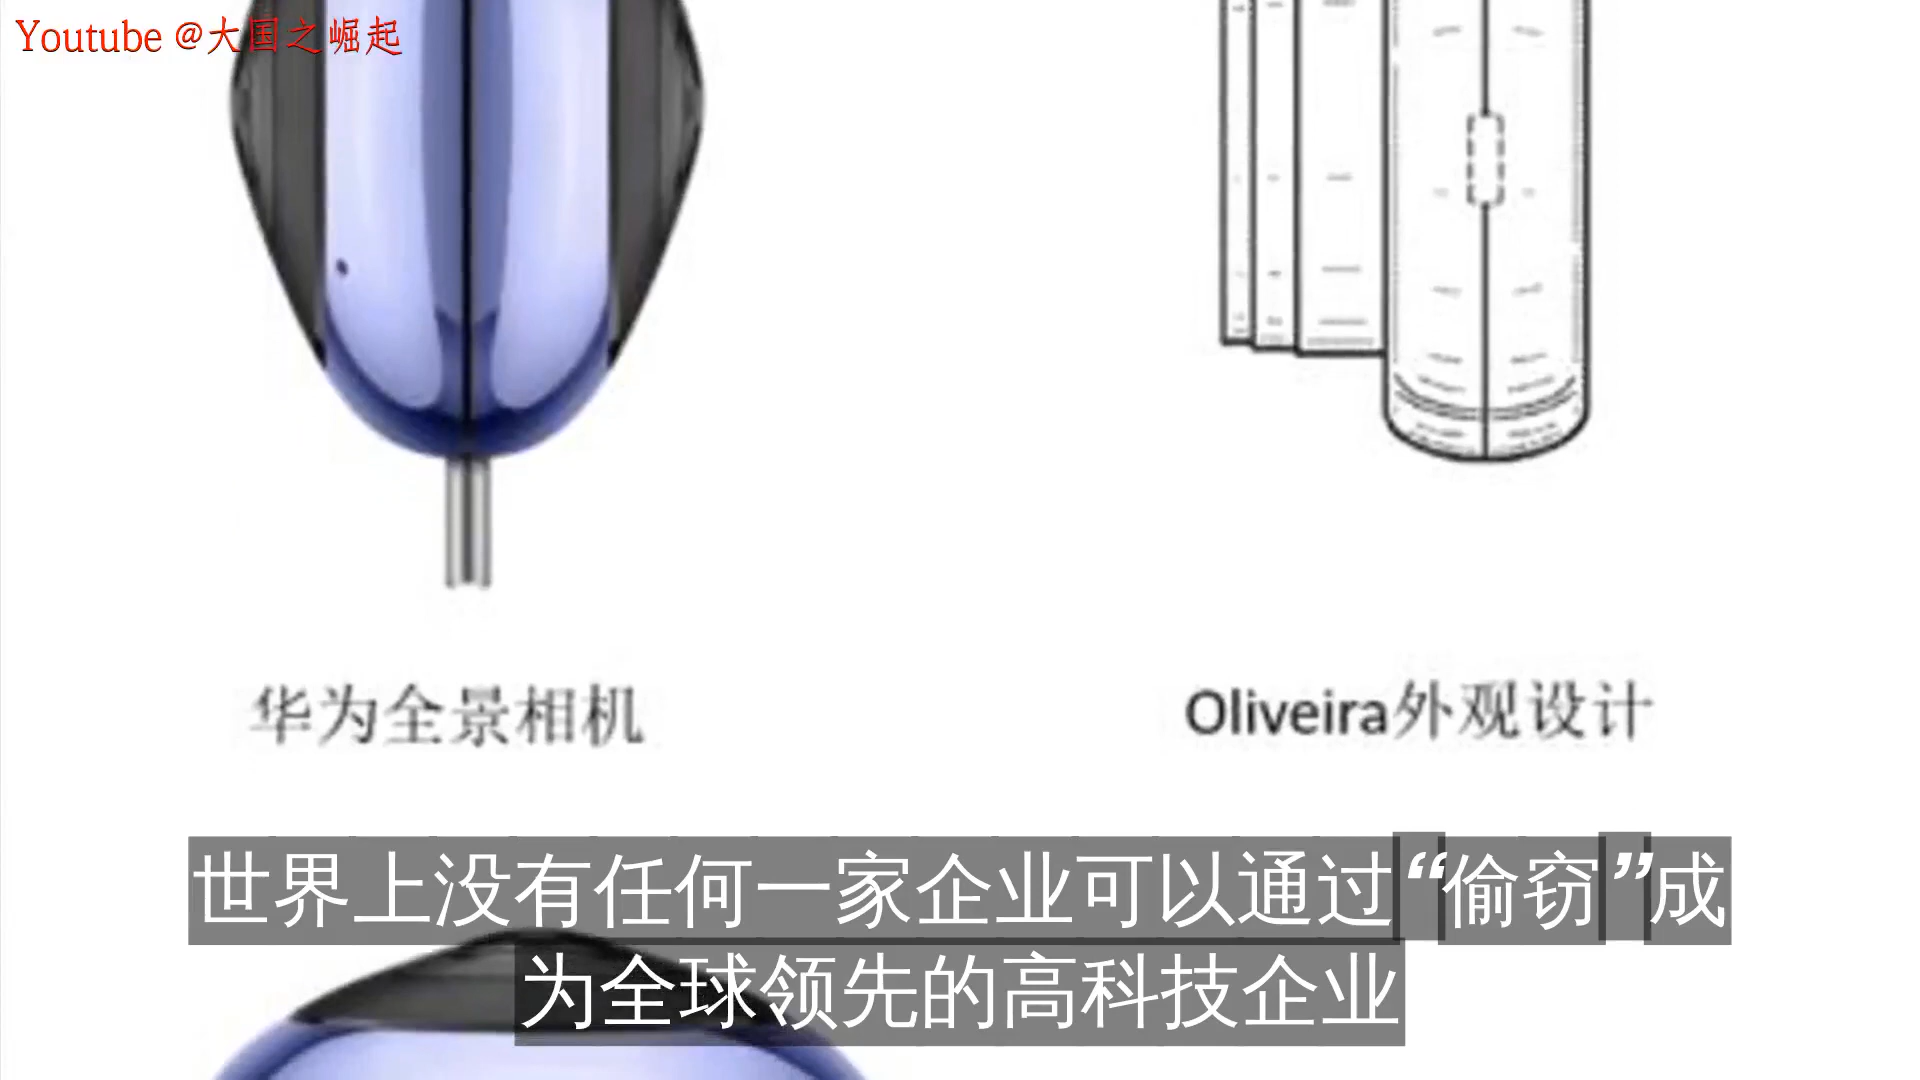 Youtube @大国之崛起
华为全景相机
Oliveira外观设计
世界上没有任何一家企业可以通过“偷窃”成
为全球领先的高科技企业